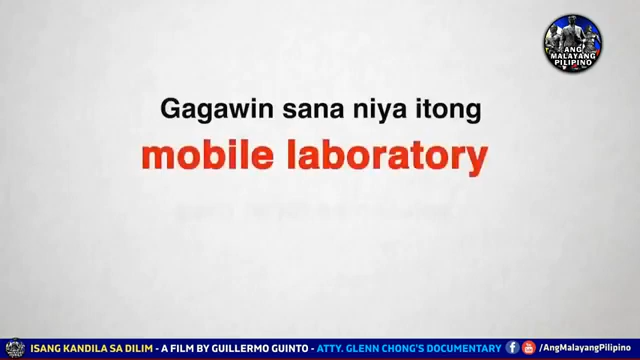 ANG
MALAYANG
PILIPINO
Gagawin sana niya itong
mobile laboratory
ISANG KANDILA SA DILIM - A FILM BY GUILLERMO GUINTO - ATTY. GLENN CHONG'S DOCUMENTARY /AngMalayangPilipino